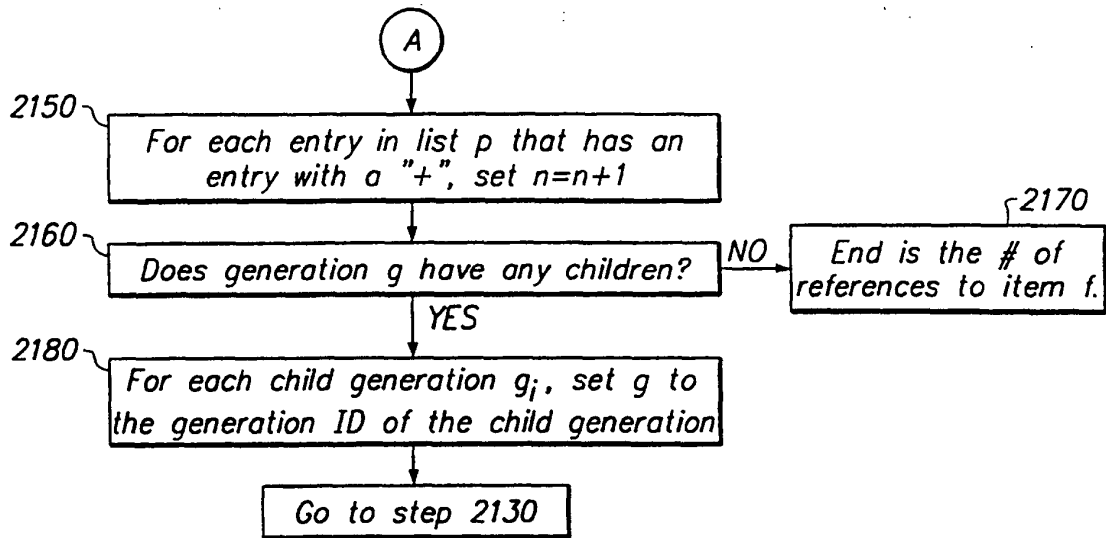 A
2150
For each entry in list p that has an
entry with a "+", set n=n+1
2160
Does generation g have any children?
NO
2170
End is the # of
references to item f.
YES
2180
For each child generation gi, set g to
the generation ID of the child generation
Go to step 2130